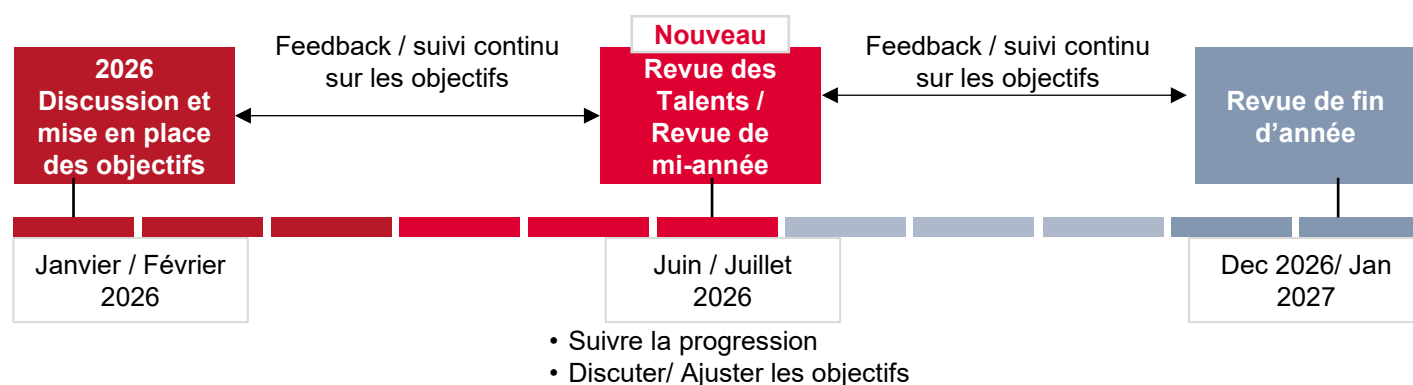 2026
Discussion et
mise en place
des objectifs
Feedback / suivi continu
sur les objectifs
Nouveau
Revue des
Talents /
Revue de
mi-année
Feedback / suivi continu
sur les objectifs
Revue de fin
d’année
Janvier / Février
2026
Juin / Juillet
2026
Dec 2026/ Jan
2027
• Suivre la progression
• Discuter/ Ajuster les objectifs